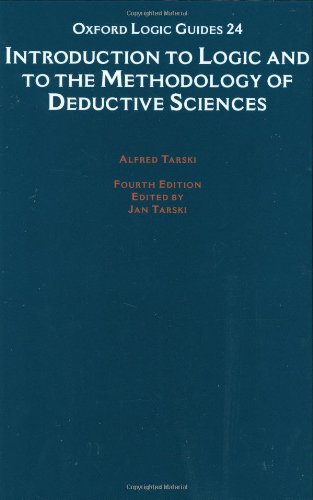 OXFORD LOGIC GUIDES 24
INTRODUCTION TO LOGIC AND
TO THE METHODOLOGY OF
DEDUCTIVE SCIENCES
ALFRED TARSKI
FOURTH EDITION
EDITED BY
JAN TARSKI